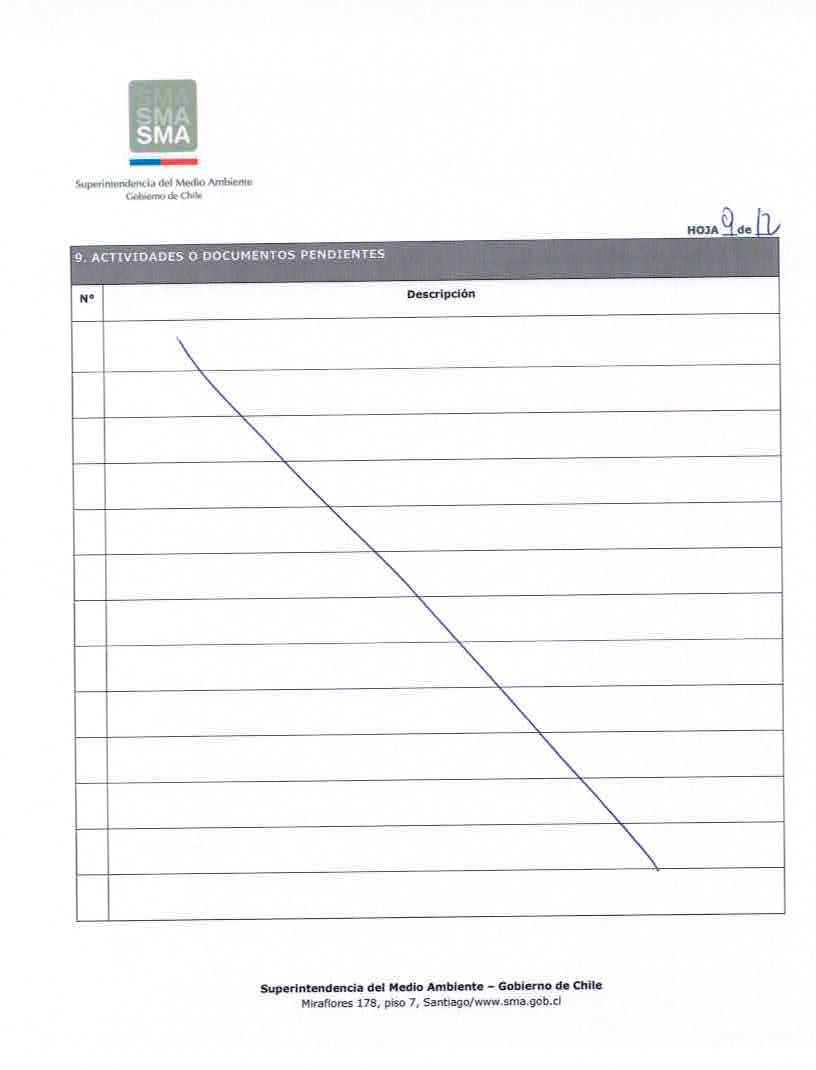 SMA
SMA
SMA
Superintendencia del Medio Ambiente
Gobierno de Chile
HOJA 9 de 12
9. ACTIVIDADES O DOCUMENTOS PENDIENTES
N° Descripción
Superintendencia del Medio Ambiente – Gobierno de Chile
Miraflores 178, piso 7, Santiago/www.sma.gob.cl